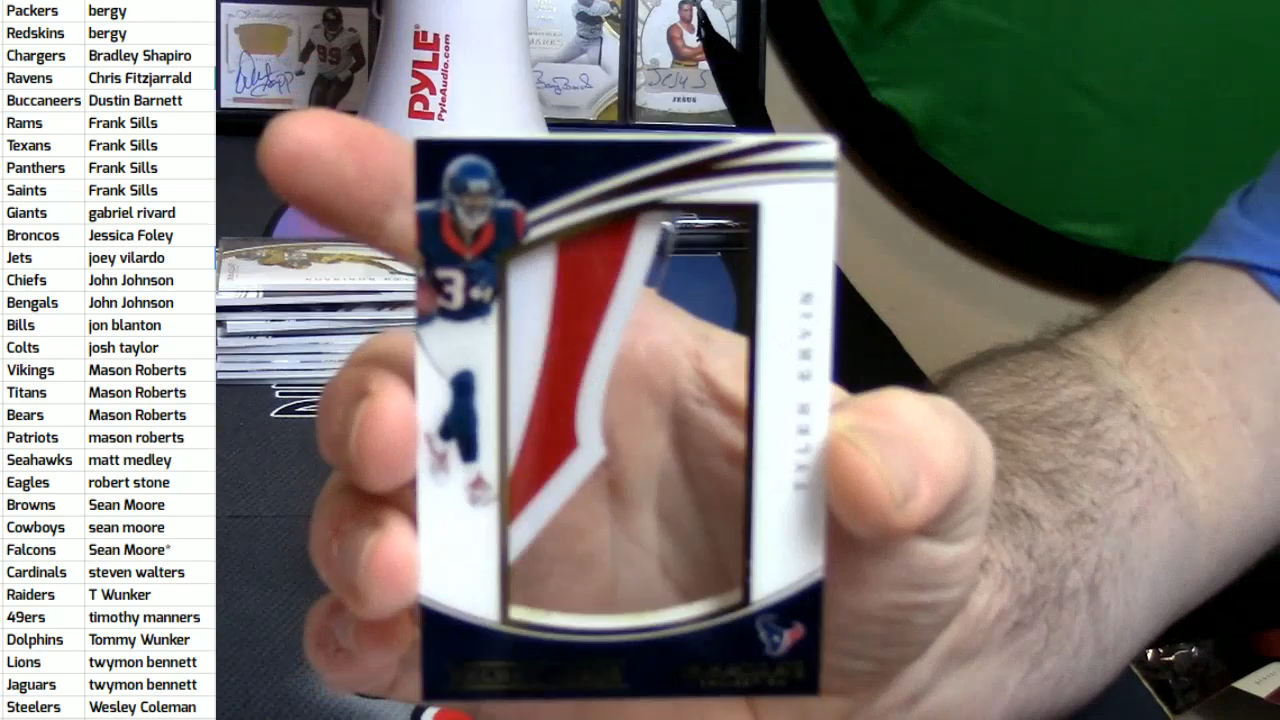 Packers bergy
Redskins bergy
Chargers Bradley Shapiro
Ravens Chris Fitzjarrald
Buccaneers Dustin Barnett
Rams Frank Sills
Texans Frank Sills
Panthers Frank Sills
Saints Frank Sills
Giants gabriel rivard
Broncos Jessica Foley
Jets joey vilardo
Chiefs John Johnson
Bengals John Johnson
Bills jon blanton
Colts josh taylor
Vikings Mason Roberts
Titans Mason Roberts
Bears Mason Roberts
Patriots mason roberts
Seahawks matt medley
Eagles robert stone
Browns Sean Moore
Cowboys sean moore
Falcons Sean Moore*
Cardinals steven walters
Raiders T Wunker
49ers timothy manners
Dolphins Tommy Wunker
Lions twymon bennett
Jaguars twymon bennett
Steelers Wesley Coleman
99
PYLE
PyleAudio.com
MARKS
Jesus
JESUS
34
TYLER ERVIN